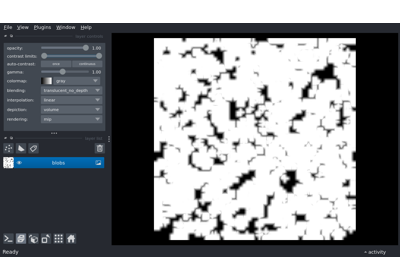 File View Plugins Window Help
opacity: 1.00
contrast limits:
auto-contrast: once continuous
gamma: 1.00
colormap: gray
blending: translucent_no_depth
interpolation: linear
depiction: volume
rendering: mip
blobs
Ready
activity